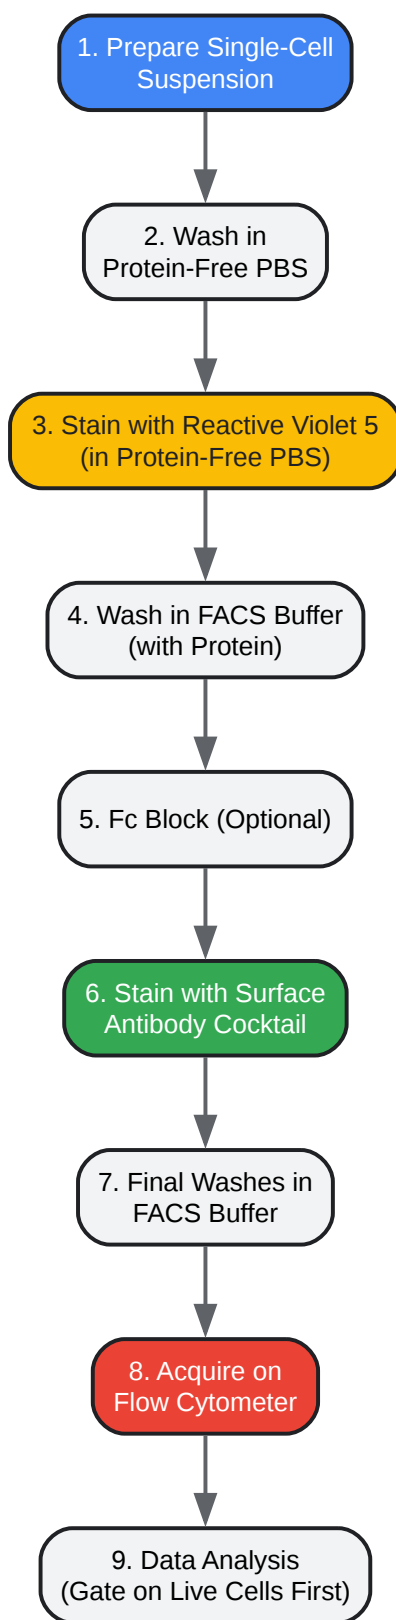 1. Prepare Single-Cell
Suspension
2. Wash in
Protein-Free PBS
3. Stain with Reactive Violet 5
(in Protein-Free PBS)
4. Wash in FACS Buffer
(with Protein)
5. Fc Block (Optional)
6. Stain with Surface
Antibody Cocktail
7. Final Washes in
FACS Buffer
8. Acquire on
Flow Cytometer
9. Data Analysis
(Gate on Live Cells First)